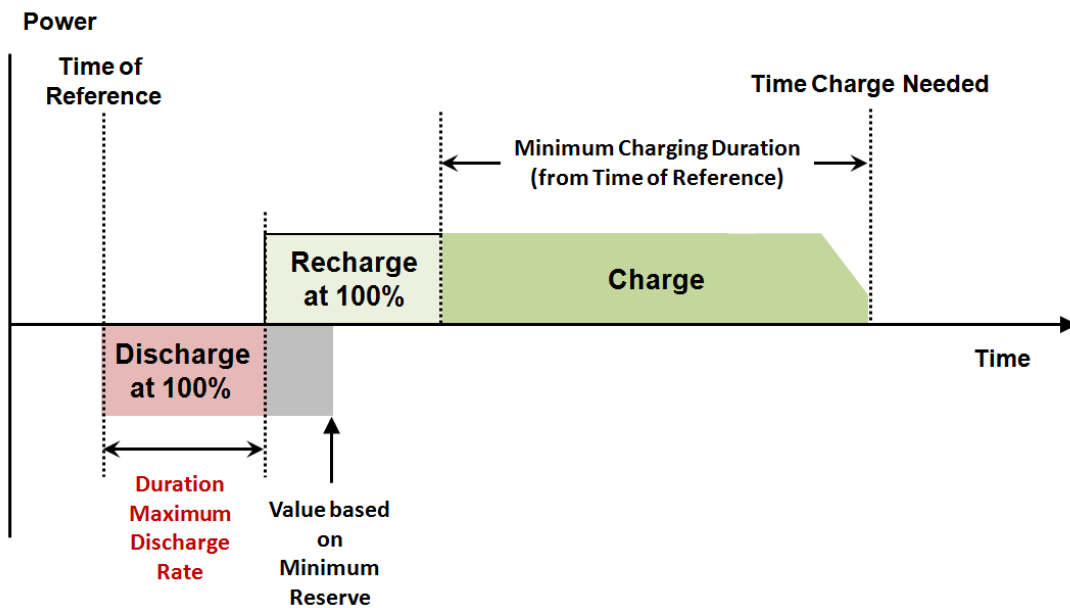 Power
Time of
Reference
Time Charge Needed
Minimum Charging Duration
(from Time of Reference)
Recharge
at 100%
Charge
Discharge
at 100%
Time
Duration
Maximum
Discharge
Rate
Value based
on
Minimum
Reserve